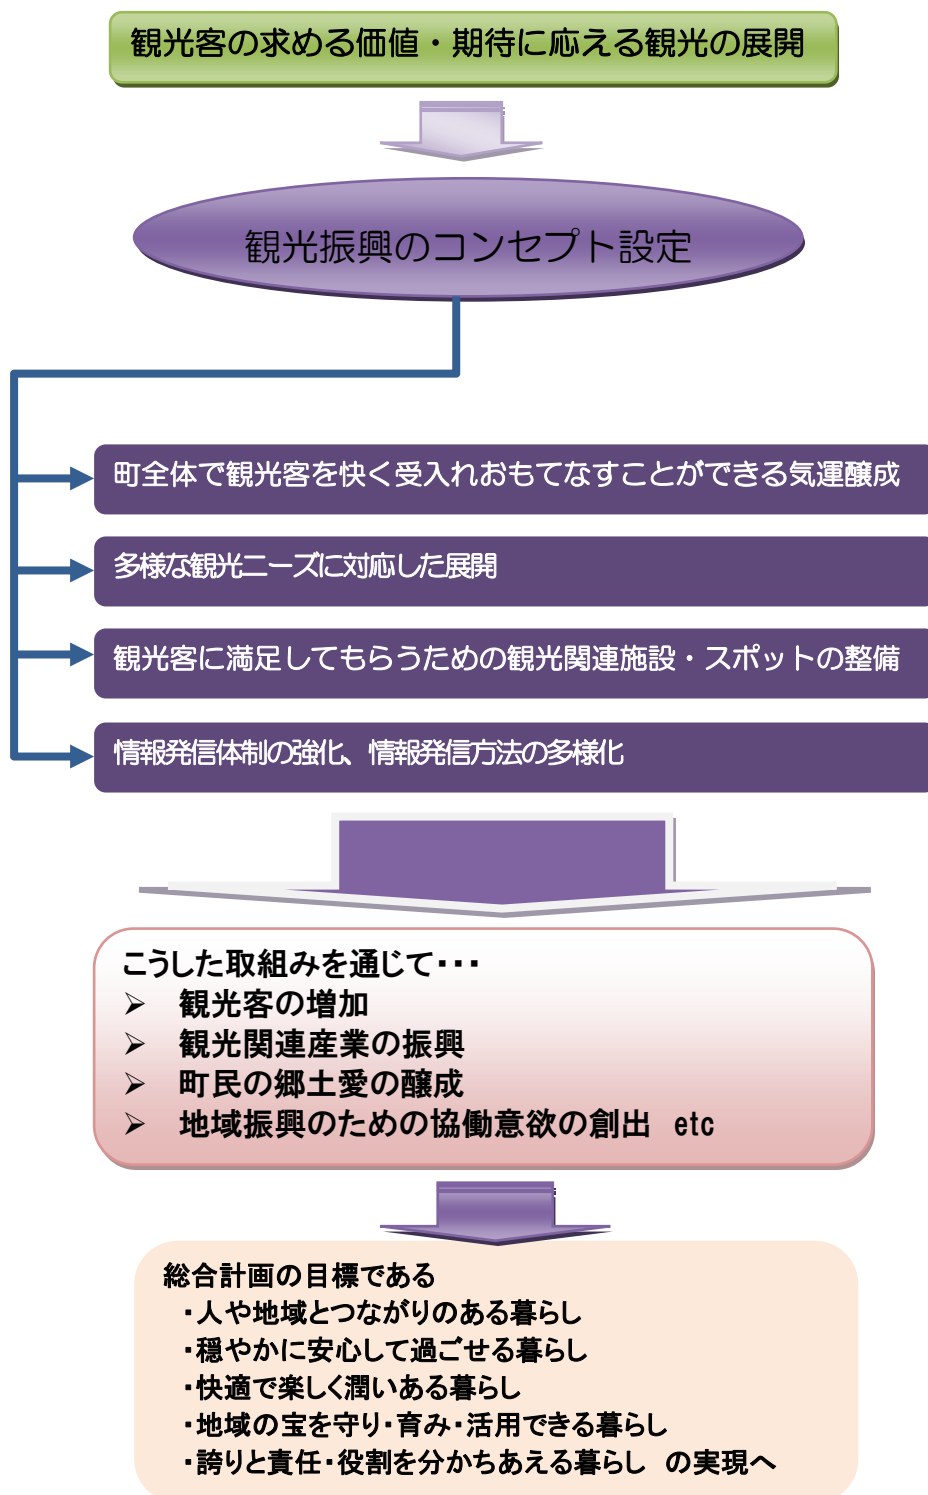 観光客の求める価値・期待に応える観光の展開
観光振興のコンセプト設定
町全体で観光客を快く受入れおもてなすことができる気運醸成
多様な観光ニーズに対応した展開
観光客に満足してもらうための観光関連施設・スポットの整備
情報発信体制の強化、情報発信方法の多様化
こうした取組みを通じて・・・
➢ 観光客の増加
➢ 観光関連産業の振興
➢ 町民の郷土愛の醸成
➢ 地域振興のための協働意欲の創出　etc
総合計画の目標である
・人や地域とつながりのある暮らし
・穏やかに安心して過ごせる暮らし
・快適で楽しく潤いある暮らし
・地域の宝を守り・育み・活用できる暮らし
・誇りと責任・役割を分かちあえる暮らし　の実現へ